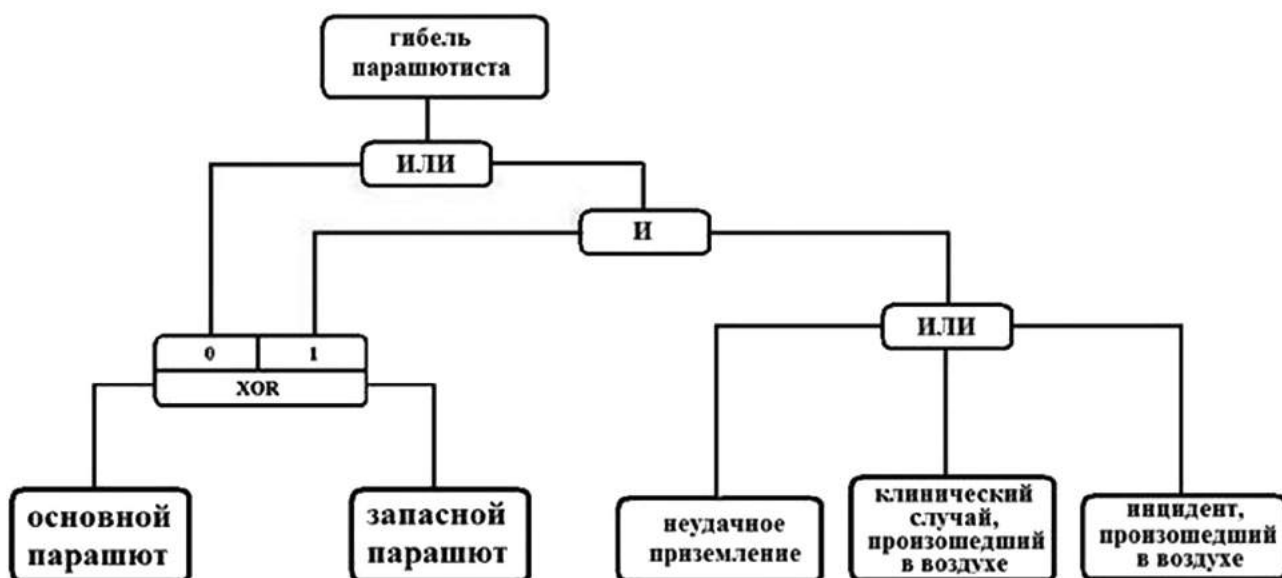 гибель
парашютиста
ИЛИ
И
ИЛИ
0
1
XOR
основной
парашют
запасной
парашют
неудачное
приземление
клинический
случай,
произошедший
в воздухе
инцидент,
произошедший
в воздухе